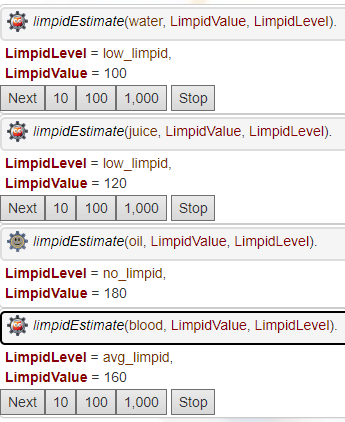 limpidEstimate(water, LimpidValue, LimpidLevel).
LimpidLevel = low_limpid,
LimpidValue = 100
Next 10 100 1,000 Stop
limpidEstimate(juice, LimpidValue, LimpidLevel).
LimpidLevel = low_limpid,
LimpidValue = 120
Next 10 100 1,000 Stop
limpidEstimate(oil, LimpidValue, LimpidLevel).
LimpidLevel = no_limpid,
LimpidValue = 180
limpidEstimate(blood, LimpidValue, LimpidLevel).
LimpidLevel = avg_limpid,
LimpidValue = 160
Next 10 100 1,000 Stop